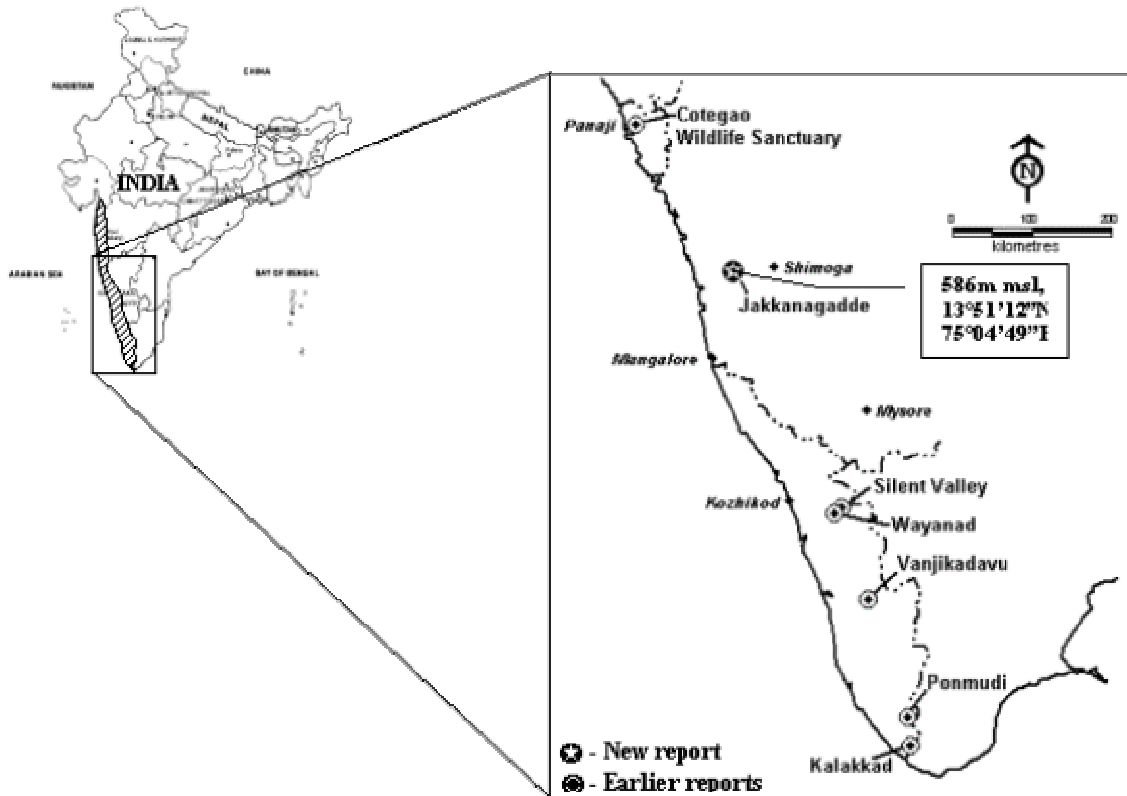 CHINA
PAKISTAN
NEPAL
INDIA
ARABIAN SEA
BAY OF BENGAL
Panaji
Cotegao
Wildlife Sanctuary
N
0 100 200
kilometres
Shimoga
Jakkanagadde
586m msl,
13°51'12"N
75°04'49"E
Mangalore
Mysore
Silent Valley
Kozhikod
Wayanad
Vanjikadavu
Ponmudi
Kalakkad
- New report
- Earlier reports